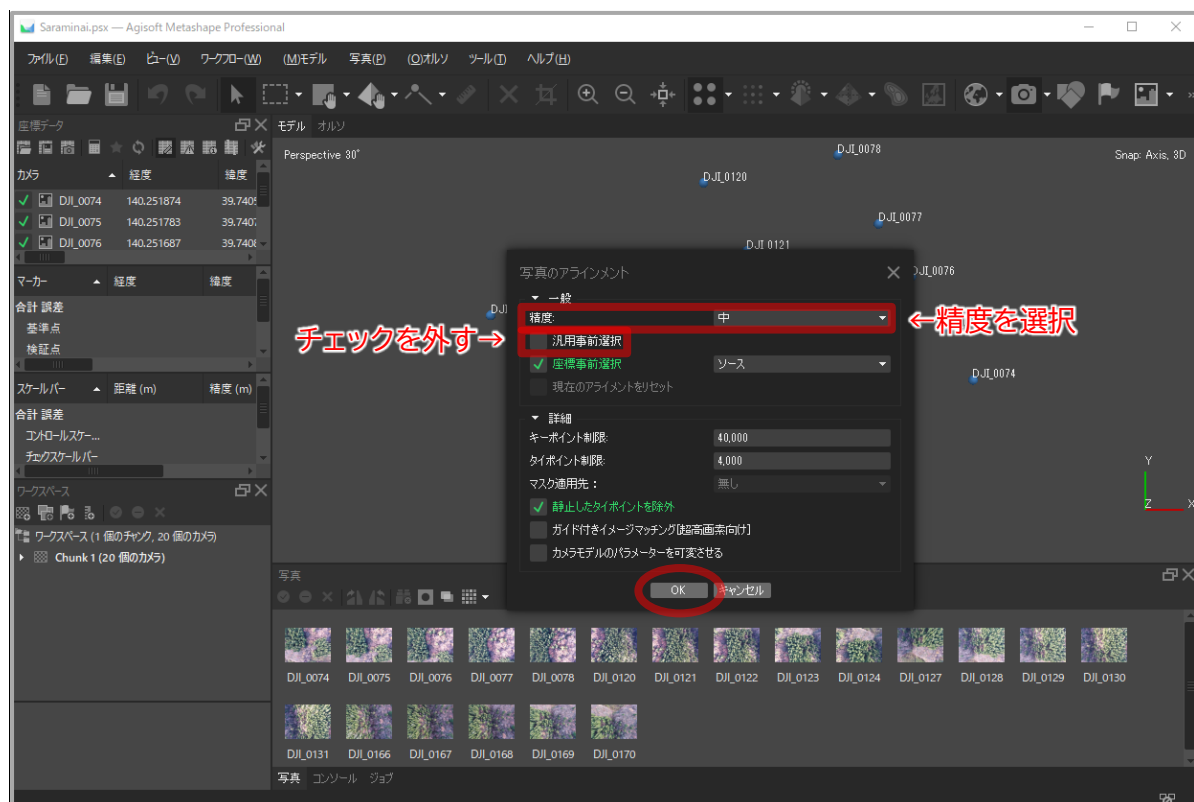 Saraminai.psx — Agisoft Metashape Professional
ファイル(F) 編集(E) ビュー(V) ワークフロー(W) (M)モデル 写真(P) (O)オルソ ツール(T) ヘルプ(H)
座標データ
カメラ 経度 緯度
DJI_0074 140.251874
DJI_0075 140.251783
DJI_0076 140.251687
マーカー 経度 緯度
合計 誤差
基準点
検証点
スケールバー 距離 (m) 精度 (m)
合計 誤差
コントロールスケー...
チェックスケールバー
ワークスペース
ワークスペース (1 個のチャンク, 20 個のカメラ)
Chunk 1 (20 個のカメラ)
モデル オルソ
Perspective 30°
Snap: Axis, 3D
DJI_0078
DJI_0120
DJI_0077
DJI_0121
DJI_0076
DJI_0074
写真のアラインメント
一般
精度: 中
汎用事前選択
座標事前選択 ソース
現在のアライメントをリセット
詳細
キーポイント制限: 40,000
タイポイント制限: 4,000
マスク適用先： 無し
静止したタイポイントを除外
ガイド付きイメージマッチング[超高画素向け]
カメラモデルのパラメーターを可変させる
OK キャンセル
チェックを外す→
←精度を選択
Y
Z X
写真
DJI_0074 DJI_0075 DJI_0076 DJI_0077 DJI_0078 DJI_0120 DJI_0121 DJI_0122 DJI_0123 DJI_0124 DJI_0127 DJI_0128 DJI_0129 DJI_0130
DJI_0131 DJI_0166 DJI_0167 DJI_0168 DJI_0169 DJI_0170
写真 コンソール ジョブ